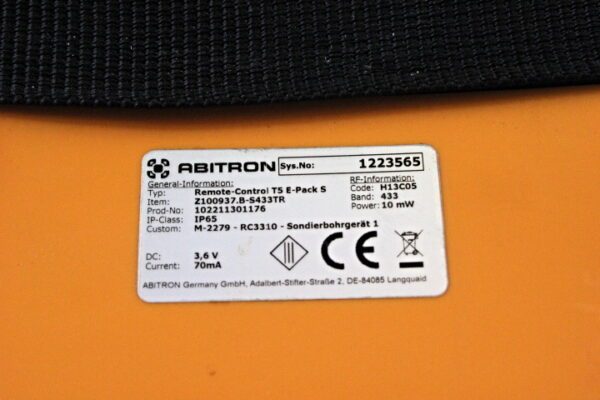 ABITRON Sys.No: 1223565
General-Information: RF-Information:
Typ: Remote-Control T5 E-Pack S Code: H13C05
Item: Z100937.B-S433TR Band: 433
Prod-No: 102211301176 Power: 10 mW
IP-Class: IP65
Custom: M-2279 - RC3310 - Sondierbohrgerät 1
DC: 3,6 V
Current: 70mA
CE
ABITRON Germany GmbH, Adalbert-Stifter-Straße 2, DE-84085 Langquaid